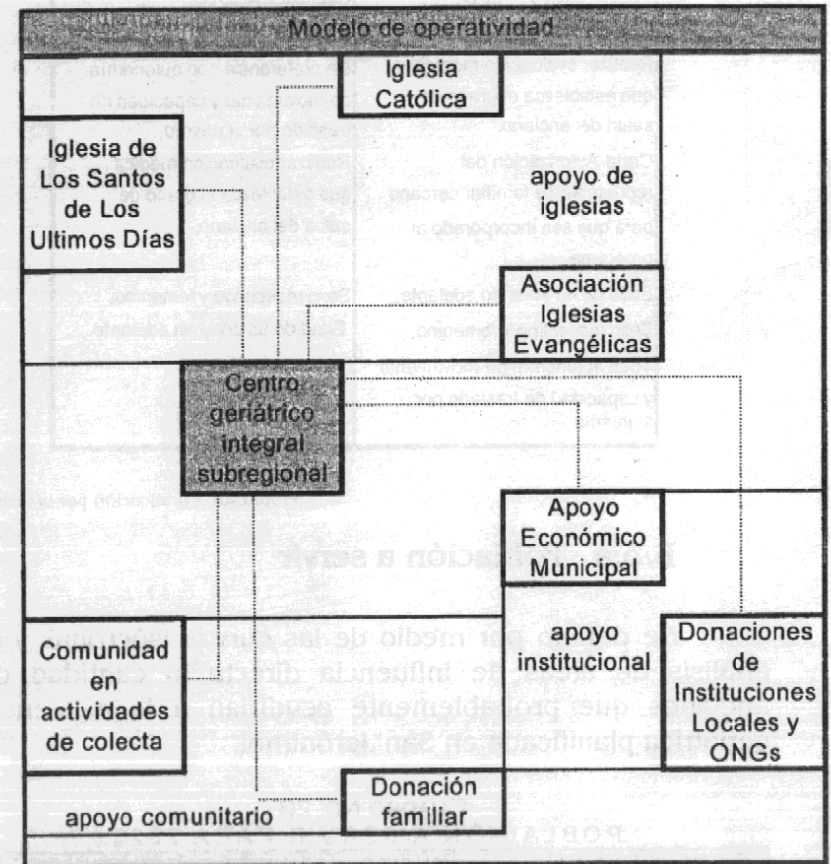 Modelo de operatividad
Iglesia
Católica
Iglesia de
Los Santos
de Los
Ultimos Días
apoyo de
iglesias
Asociación
Iglesias
Evangélicas
Centro
geriátrico
integral
subregional
Apoyo
Económico
Municipal
Comunidad
en
actividades
de colecta
apoyo
institucional
Donaciones
de
Instituciones
Locales y
ONGs
Donación
familiar
apoyo comunitario